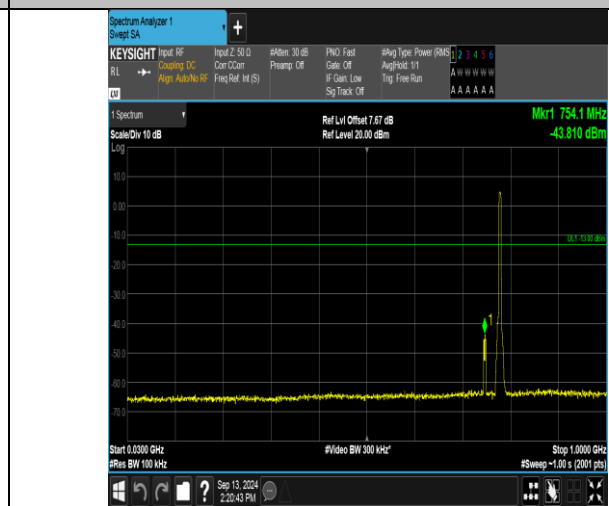 Spectrum Analyzer 1
Swept SA
+
KEYSIGHT
RL
LXI
Input: RF
Coupling: DC
Align: Auto/No RF
Input Z: 50 Ω
Corr CCorr
Freq Ref: Int (S)
#Atten: 30 dB
Preamp: Off
PNO: Fast
Gate: Off
IF Gain: Low
Sig Track: Off
#Avg Type: Power (RMS
Avg|Hold: 1/1
Trig: Free Run
1 2 3 4 5 6
A W W W W W
A A A A A A
1 Spectrum
Scale/Div 10 dB
Ref Lvl Offset 7.67 dB
Ref Level 20.00 dBm
Mkr1 754.1 MHz
-43.810 dBm
Log
10.0
0.00
-10.0
DL1 -13.00 dBm
-20.0
-30.0
-40.0
1
-50.0
-60.0
-70.0
Start 0.0300 GHz
#Res BW 100 kHz
#Video BW 300 kHz*
Stop 1.0000 GHz
#Sweep ~1.00 s (2001 pts)
?
Sep 13, 2024
2:20:43 PM